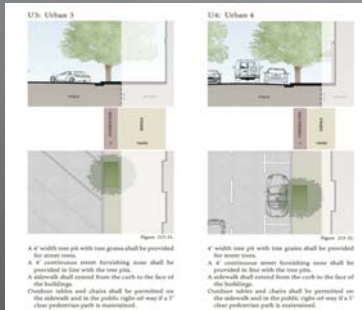 U3: Urban 3
A 4' width tree pit with tree grates shall be provided
for street trees.
A 4' continuous street furnishing zone shall be
provided in line with the tree pits.
A sidewalk shall extend from the curb to the face of
the buildings.
Outdoor tables and chairs shall be permitted on
the sidewalk and in the public right-of-way if a 5'
clear pedestrian path is maintained.
U4: Urban 4
4' width tree pit with tree grates shall be provided
for street trees.
A 4' continuous street furnishing zone shall be
provided in line with the tree pits.
A sidewalk shall extend from the curb to the face of
the buildings.
Outdoor tables and chairs shall be permitted on
the sidewalk and in the public right-of-way if a 5'
clear pedestrian path is maintained.